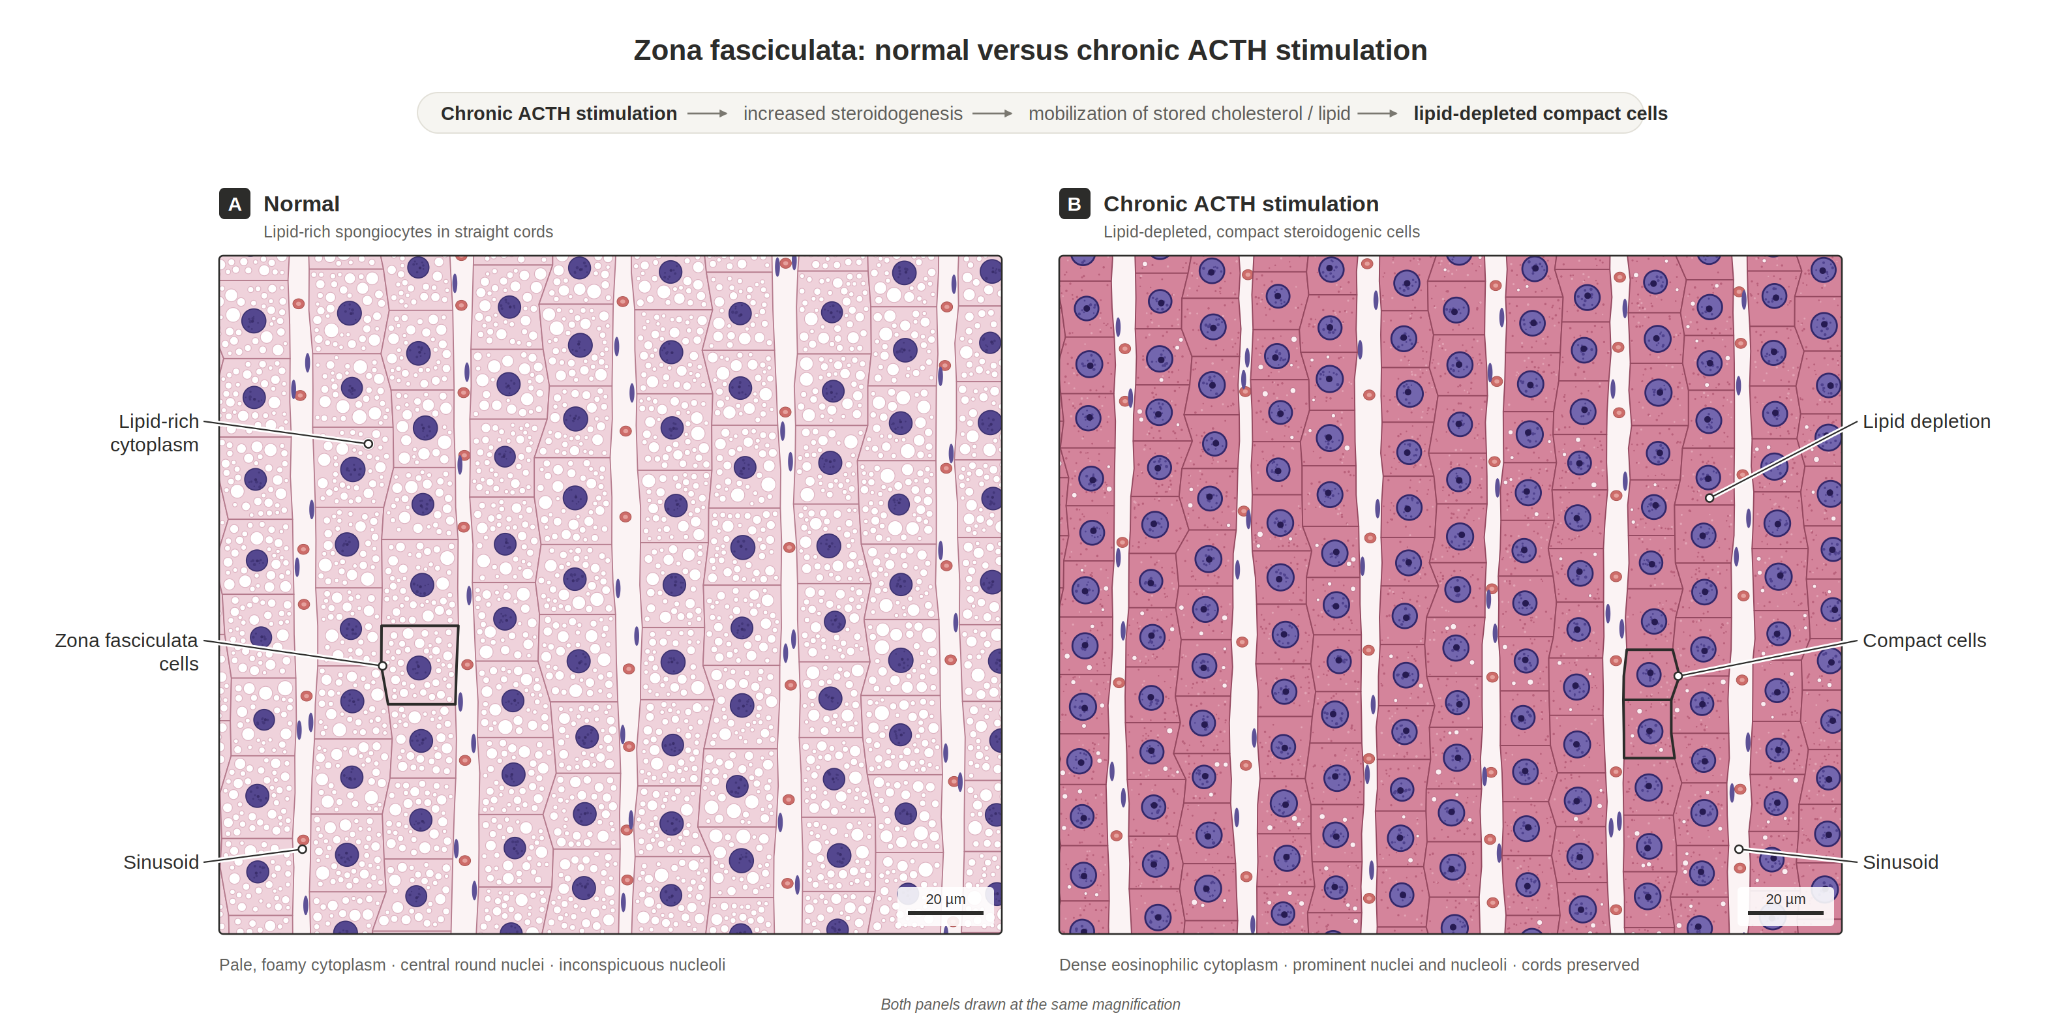 Zona fasciculata: normal versus chronic ACTH stimulation
Chronic ACTH stimulation increased steroidogenesis mobilization of stored cholesterol / lipid lipid-depleted compact cells
A Normal
Lipid-rich spongiocytes in straight cords
B Chronic ACTH stimulation
Lipid-depleted, compact steroidogenic cells
Lipid-rich
cytoplasm
Zona fasciculata
cells
Sinusoid
20 µm
Lipid depletion
Compact cells
Sinusoid
20 µm
Pale, foamy cytoplasm · central round nuclei · inconspicuous nucleoli
Dense eosinophilic cytoplasm · prominent nuclei and nucleoli · cords preserved
Both panels drawn at the same magnification